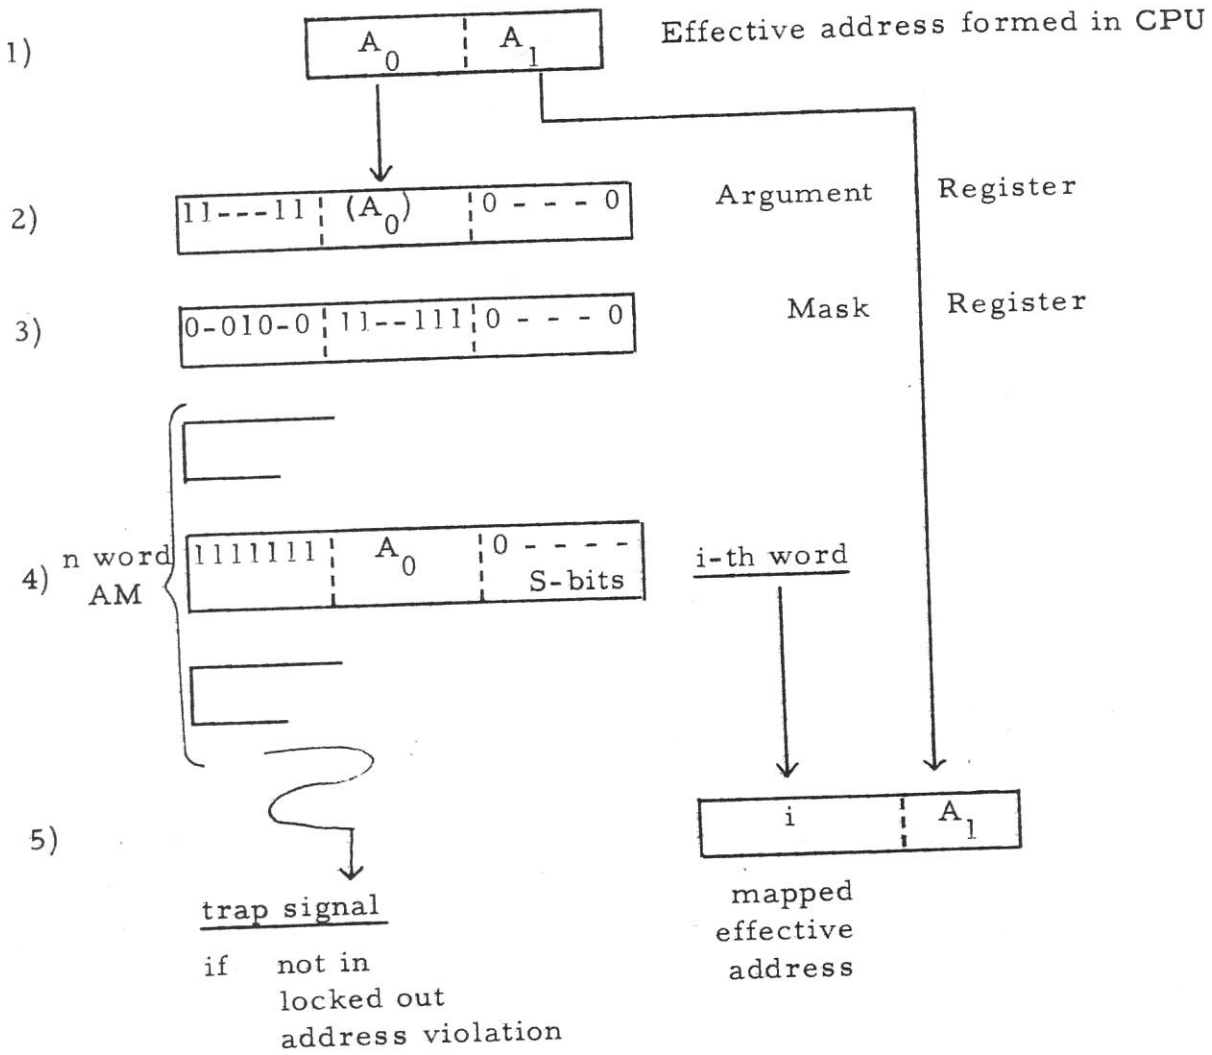 1)
A0 A1
Effective address formed in CPU
2)
11---11 (A0) 0 - - - 0
Argument Register
3)
0-010-0 11--111 0 - - - 0
Mask Register
4)
n word
AM
1111111 A0 0 - - - -
S-bits
i-th word
5)
i A1
trap signal
if not in
locked out
address violation
mapped
effective
address